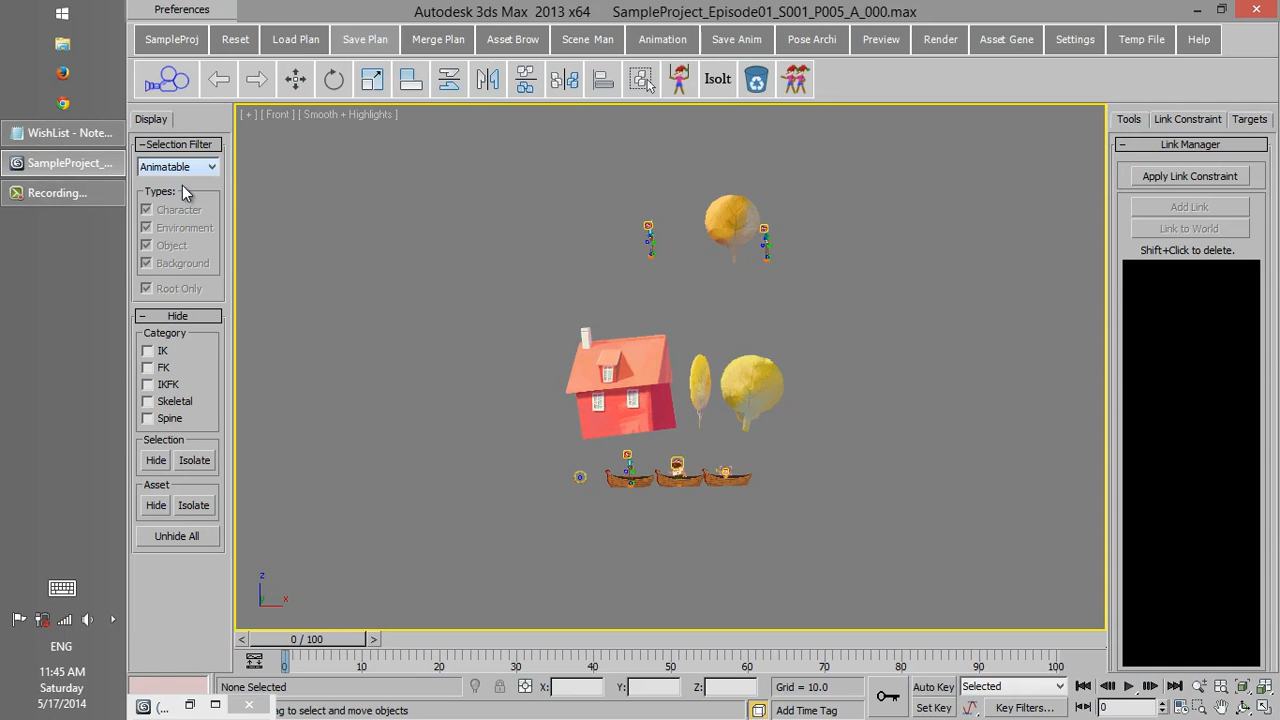 Preferences
Autodesk 3ds Max 2013 x64 SampleProject_Episode01_S001_P005_A_000.max
SampleProj Reset Load Plan Save Plan Merge Plan Asset Brow Scene Man Animation Save Anim Pose Archi Preview Render Asset Gene Settings Temp File Help
Isolt
Display
[ + ] [ Front ] [ Smooth + Highlights ]
Tools Link Constraint Targets
WishList - Note...
SampleProject_...
Recording...
Selection Filter
Animatable
Types:
Character
Environment
Object
Background
Root Only
Hide
Category
IK
FK
IKFK
Skeletal
Spine
Selection
Hide Isolate
Asset
Hide Isolate
Unhide All
Link Manager
Apply Link Constraint
Add Link
Link to World
Shift+Click to delete.
z
x
ENG
11:45 AM
Saturday
5/17/2014
< 0 / 100 >
0 10 20 30 40 50 60 70 80 90 100
None Selected X: Y: Z: Grid = 10.0 Auto Key Selected
(... ag to select and move objects Add Time Tag Set Key Key Filters... 0